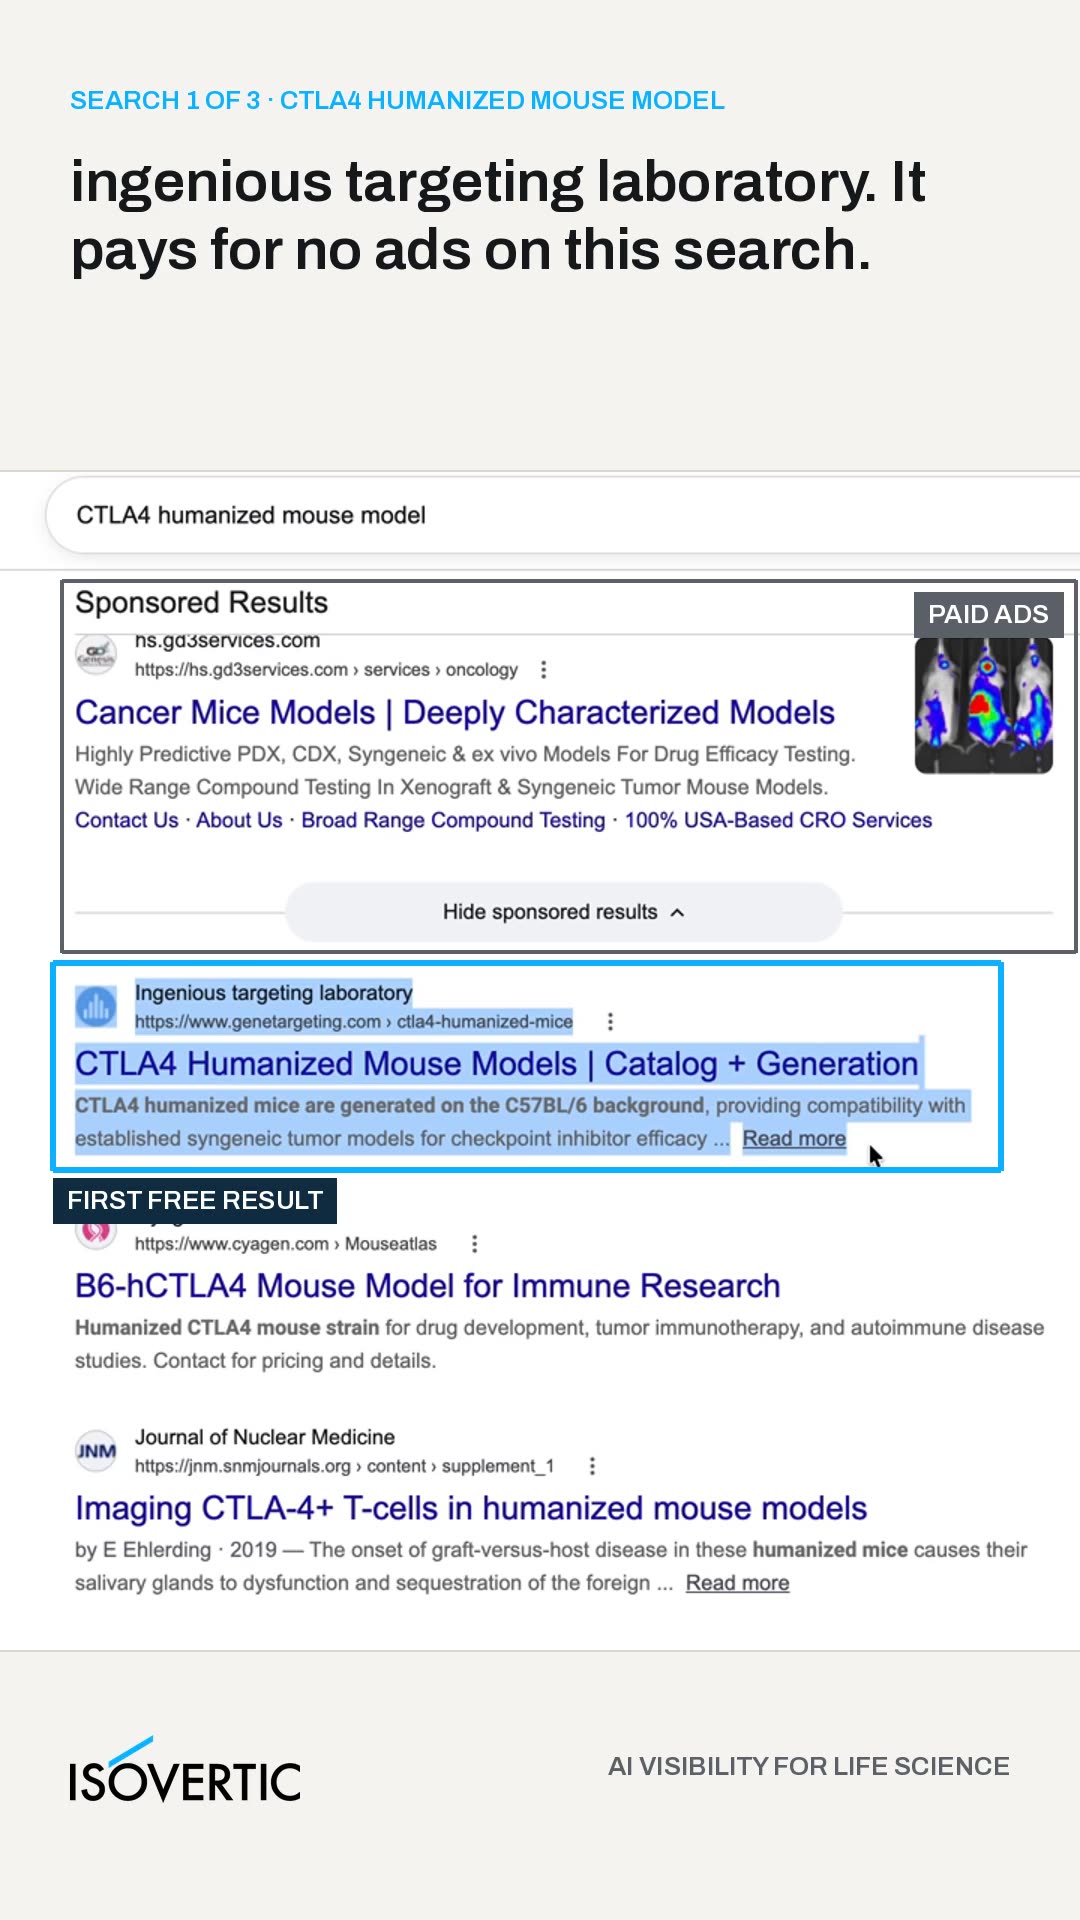 SEARCH 1 OF 3 · CTLA4 HUMANIZED MOUSE MODEL
ingenious targeting laboratory. It
pays for no ads on this search.
CTLA4 humanized mouse model
Sponsored Results
PAID ADS
hs.gd3services.com
https://hs.gd3services.com › services › oncology
Cancer Mice Models | Deeply Characterized Models
Highly Predictive PDX, CDX, Syngeneic & ex vivo Models For Drug Efficacy Testing.
Wide Range Compound Testing In Xenograft & Syngeneic Tumor Mouse Models.
Contact Us · About Us · Broad Range Compound Testing · 100% USA-Based CRO Services
Hide sponsored results
Ingenious targeting laboratory
https://www.genetargeting.com › ctla4-humanized-mice
CTLA4 Humanized Mouse Models | Catalog + Generation
CTLA4 humanized mice are generated on the C57BL/6 background, providing compatibility with
established syngeneic tumor models for checkpoint inhibitor efficacy ... Read more
FIRST FREE RESULT
https://www.cyagen.com › Mouseatlas
B6-hCTLA4 Mouse Model for Immune Research
Humanized CTLA4 mouse strain for drug development, tumor immunotherapy, and autoimmune disease
studies. Contact for pricing and details.
JNM
Journal of Nuclear Medicine
https://jnm.snmjournals.org › content › supplement_1
Imaging CTLA-4+ T-cells in humanized mouse models
by E Ehlerding · 2019 — The onset of graft-versus-host disease in these humanized mice causes their
salivary glands to dysfunction and sequestration of the foreign ... Read more
ISOVERTIC
AI VISIBILITY FOR LIFE SCIENCE